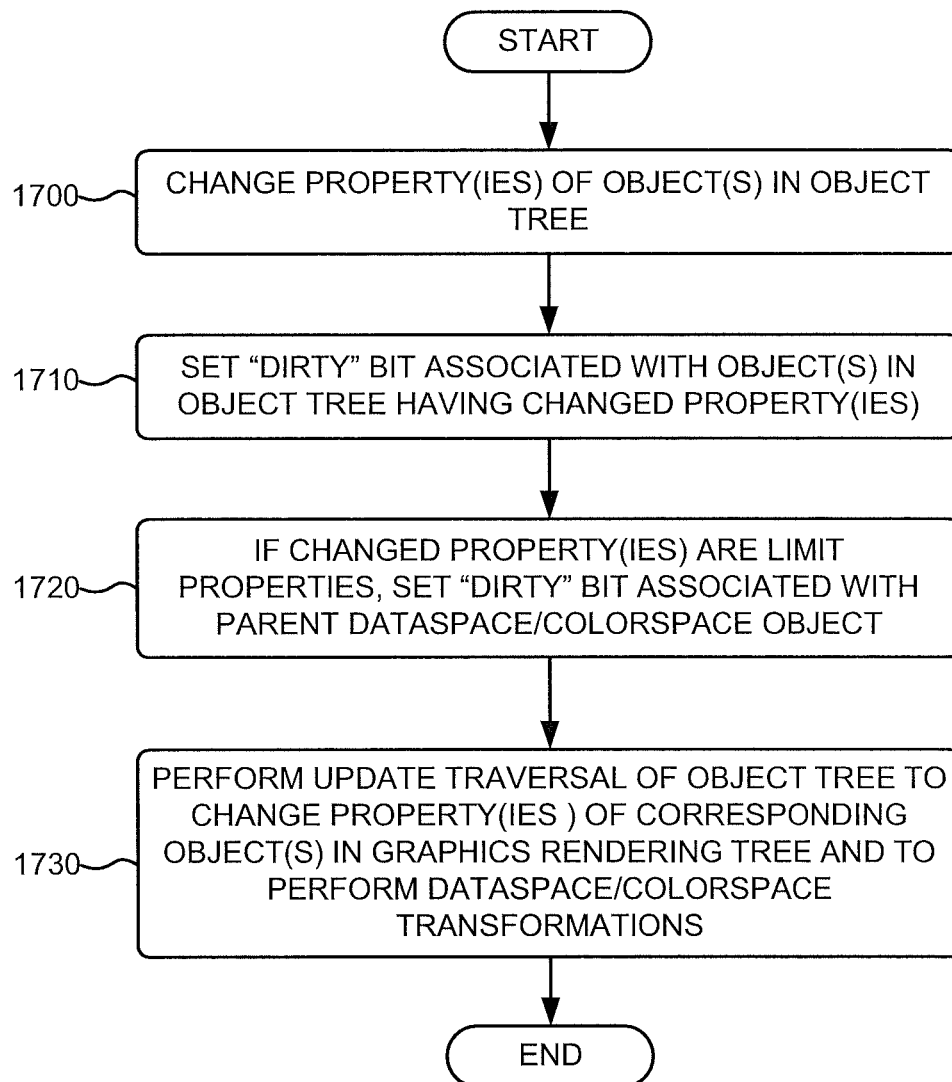 START
1700
CHANGE PROPERTY(IES) OF OBJECT(S) IN OBJECT
TREE
1710
SET “DIRTY” BIT ASSOCIATED WITH OBJECT(S) IN
OBJECT TREE HAVING CHANGED PROPERTY(IES)
1720
IF CHANGED PROPERTY(IES) ARE LIMIT
PROPERTIES, SET “DIRTY” BIT ASSOCIATED WITH
PARENT DATASPACE/COLORSPACE OBJECT
1730
PERFORM UPDATE TRAVERSAL OF OBJECT TREE TO
CHANGE PROPERTY(IES ) OF CORRESPONDING
OBJECT(S) IN GRAPHICS RENDERING TREE AND TO
PERFORM DATASPACE/COLORSPACE
TRANSFORMATIONS
END